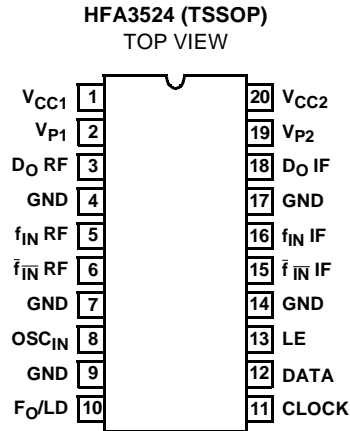 HFA3524 (TSSOP)
TOP VIEW
VCC1 1 20 VCC2
VP1 2 19 VP2
DO RF 3 18 DO IF
GND 4 17 GND
fIN RF 5 16 fIN IF
f̄IN RF 6 15 f̄IN IF
GND 7 14 GND
OSCIN 8 13 LE
GND 9 12 DATA
FO/LD 10 11 CLOCK